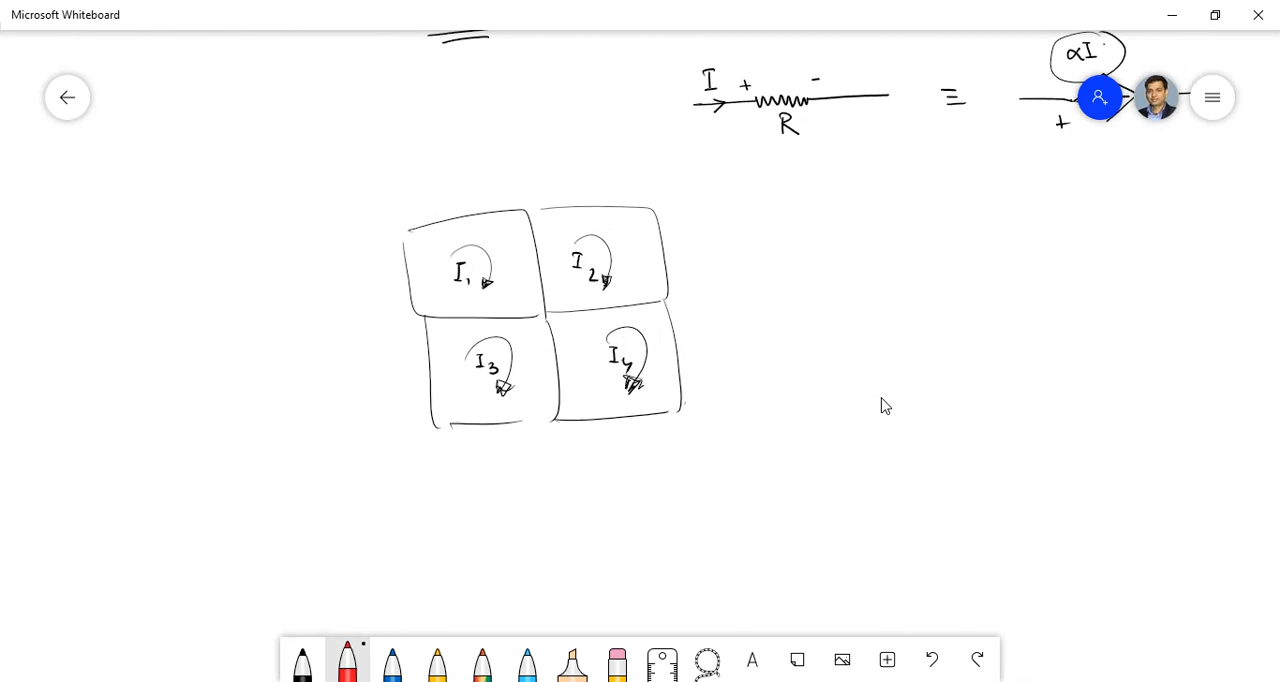 Microsoft Whiteboard
αI
I + -
≡
R
+
I₁ I₂
I₃ I₄
A